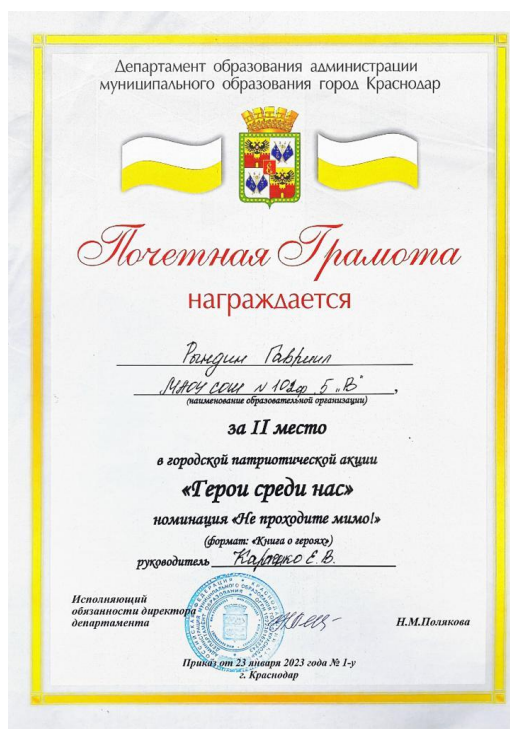 Департамент образования администрации
муниципального образования город Краснодар
Почетная Грамота
награждается
Рындин Гавриил
МАОУ СОШ № 102 5 „В"
(наименование образовательной организации)
за II место
в городской патриотической акции
«Герои среди нас»
номинация «Не проходите мимо!»
(формат: «Книга о героях»)
руководитель Е.В.
Исполняющий
обязанности директора
департамента Н.М.Полякова
Приказ от 23 января 2023 года № 1-у
г. Краснодар